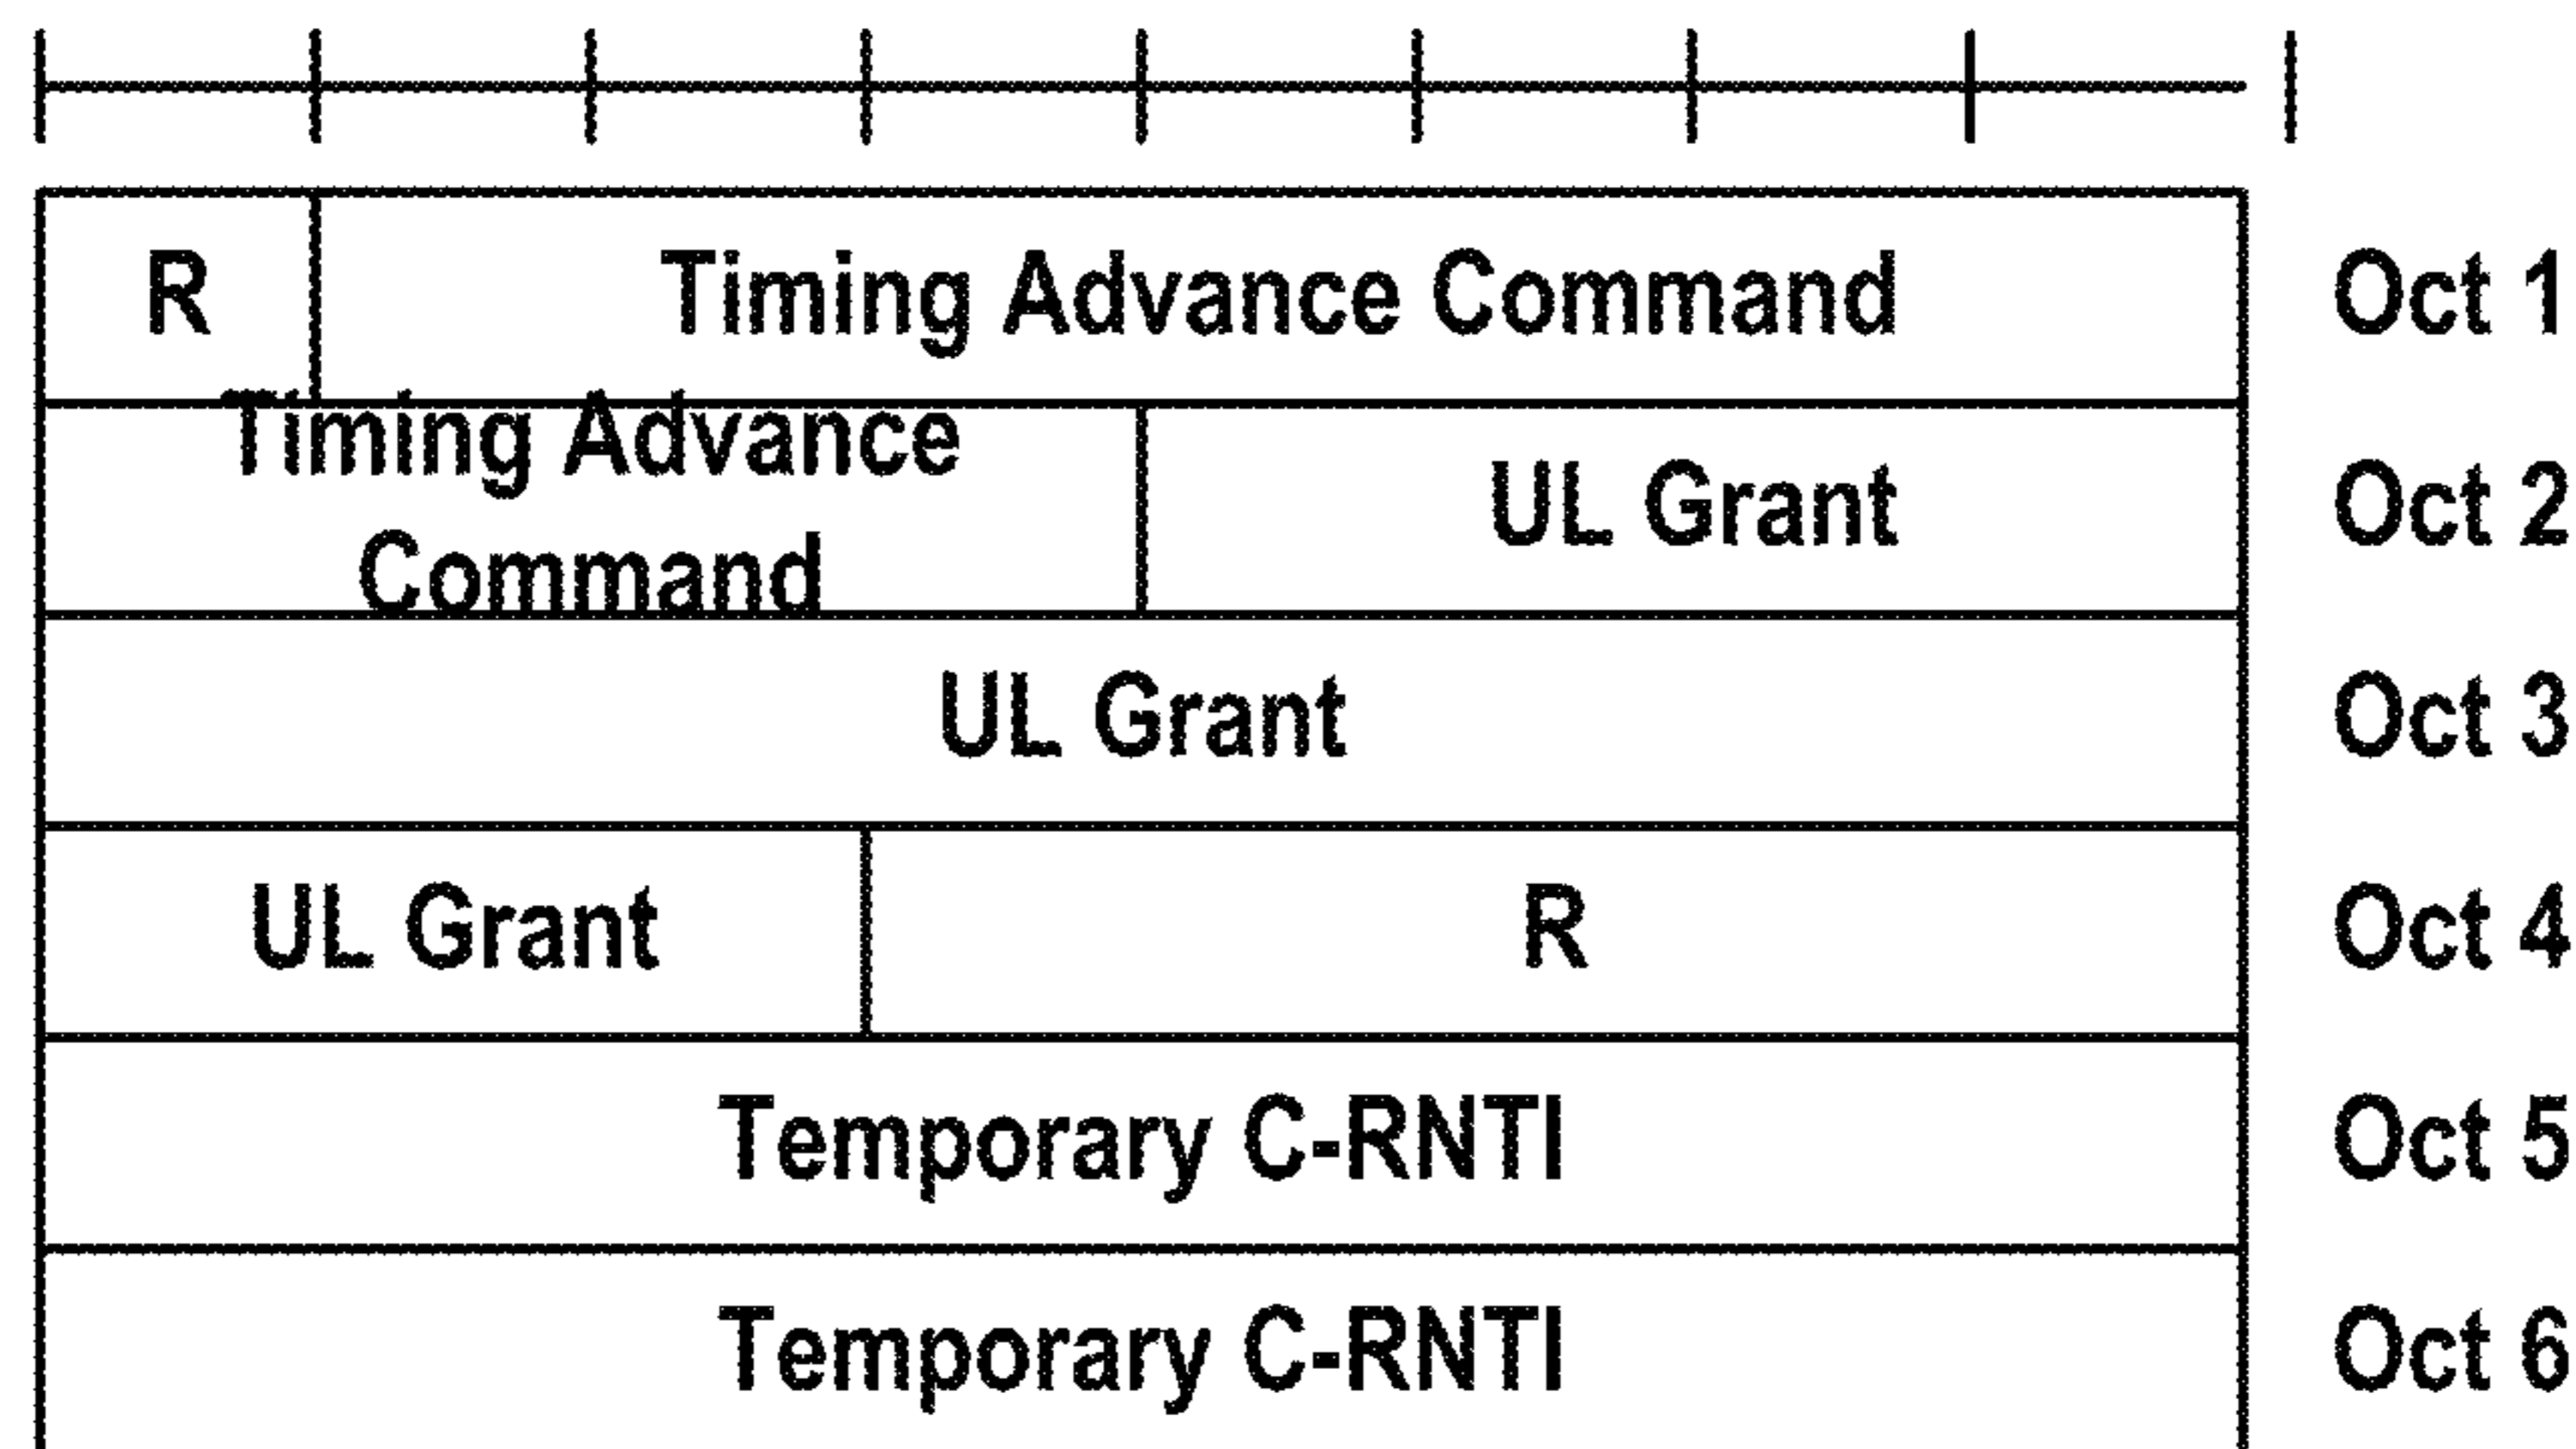 R Timing Advance Command Oct 1
Timing Advance
Command
UL Grant Oct 2
UL Grant Oct 3
UL Grant R Oct 4
Temporary C-RNTI Oct 5
Temporary C-RNTI Oct 6